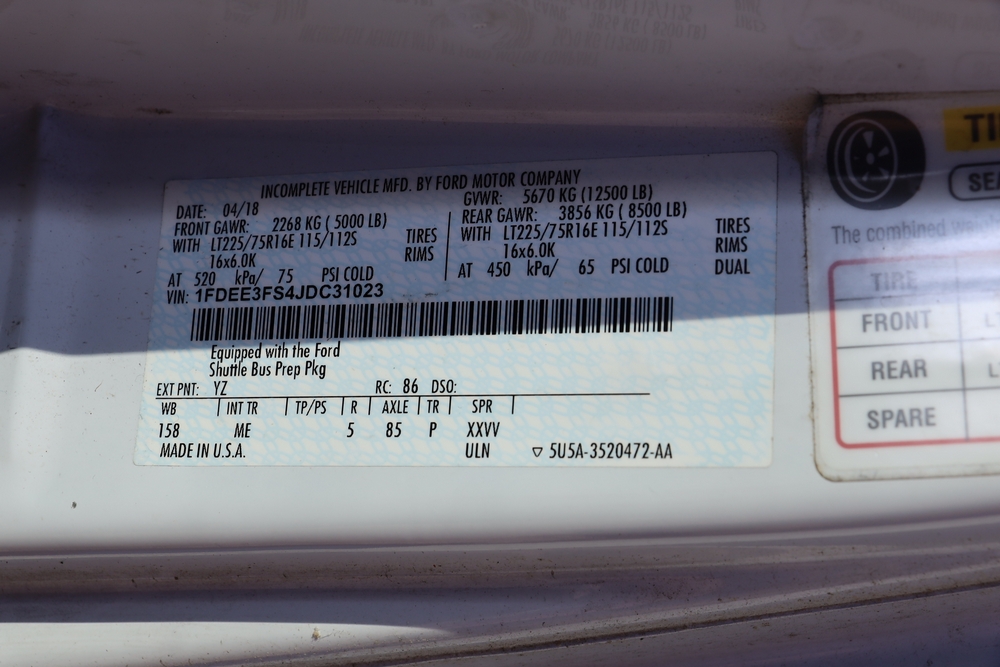 INCOMPLETE VEHICLE MFD. BY FORD MOTOR COMPANY
DATE: 04/18 GVWR: 5670 KG (12500 LB)
FRONT GAWR: 2268 KG ( 5000 LB) REAR GAWR: 3856 KG ( 8500 LB)
WITH LT225/75R16E 115/112S TIRES WITH LT225/75R16E 115/112S TIRES
16x6.0K RIMS 16x6.0K RIMS
AT 520 kPa/ 75 PSI COLD AT 450 kPa/ 65 PSI COLD DUAL
VIN: 1FDEE3FS4JDC31023
Equipped with the Ford
Shuttle Bus Prep Pkg
EXT PNT: YZ RC: 86 DSO:
WB INT TR TP/PS R AXLE TR SPR
158 ME 5 85 P XXVV
MADE IN U.S.A. ULN ▽ 5U5A-3520472-AA
The combined
TIRE
FRONT
REAR
SPARE